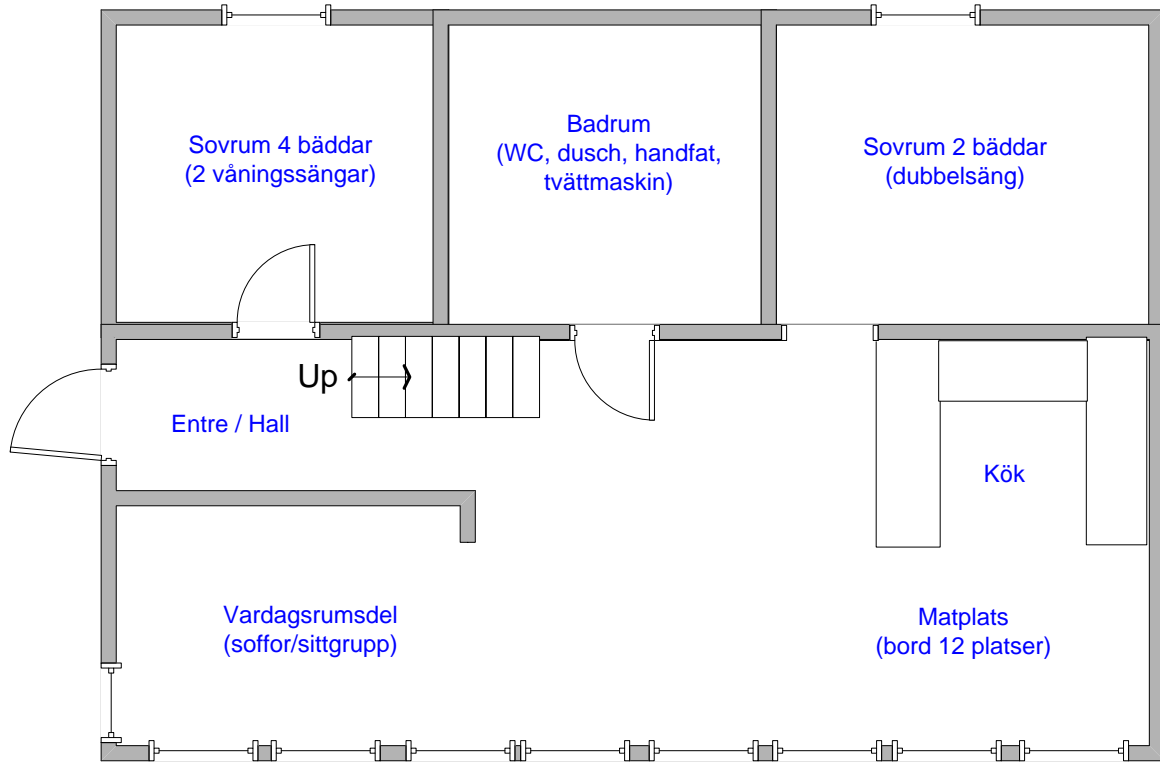 Sovrum 4 bäddar
(2 våningssängar)
Badrum
(WC, dusch, handfat,
tvättmaskin)
Sovrum 2 bäddar
(dubbelsäng)
Up
Entre / Hall
Kök
Vardagsrumsdel
(soffor/sittgrupp)
Matplats
(bord 12 platser)